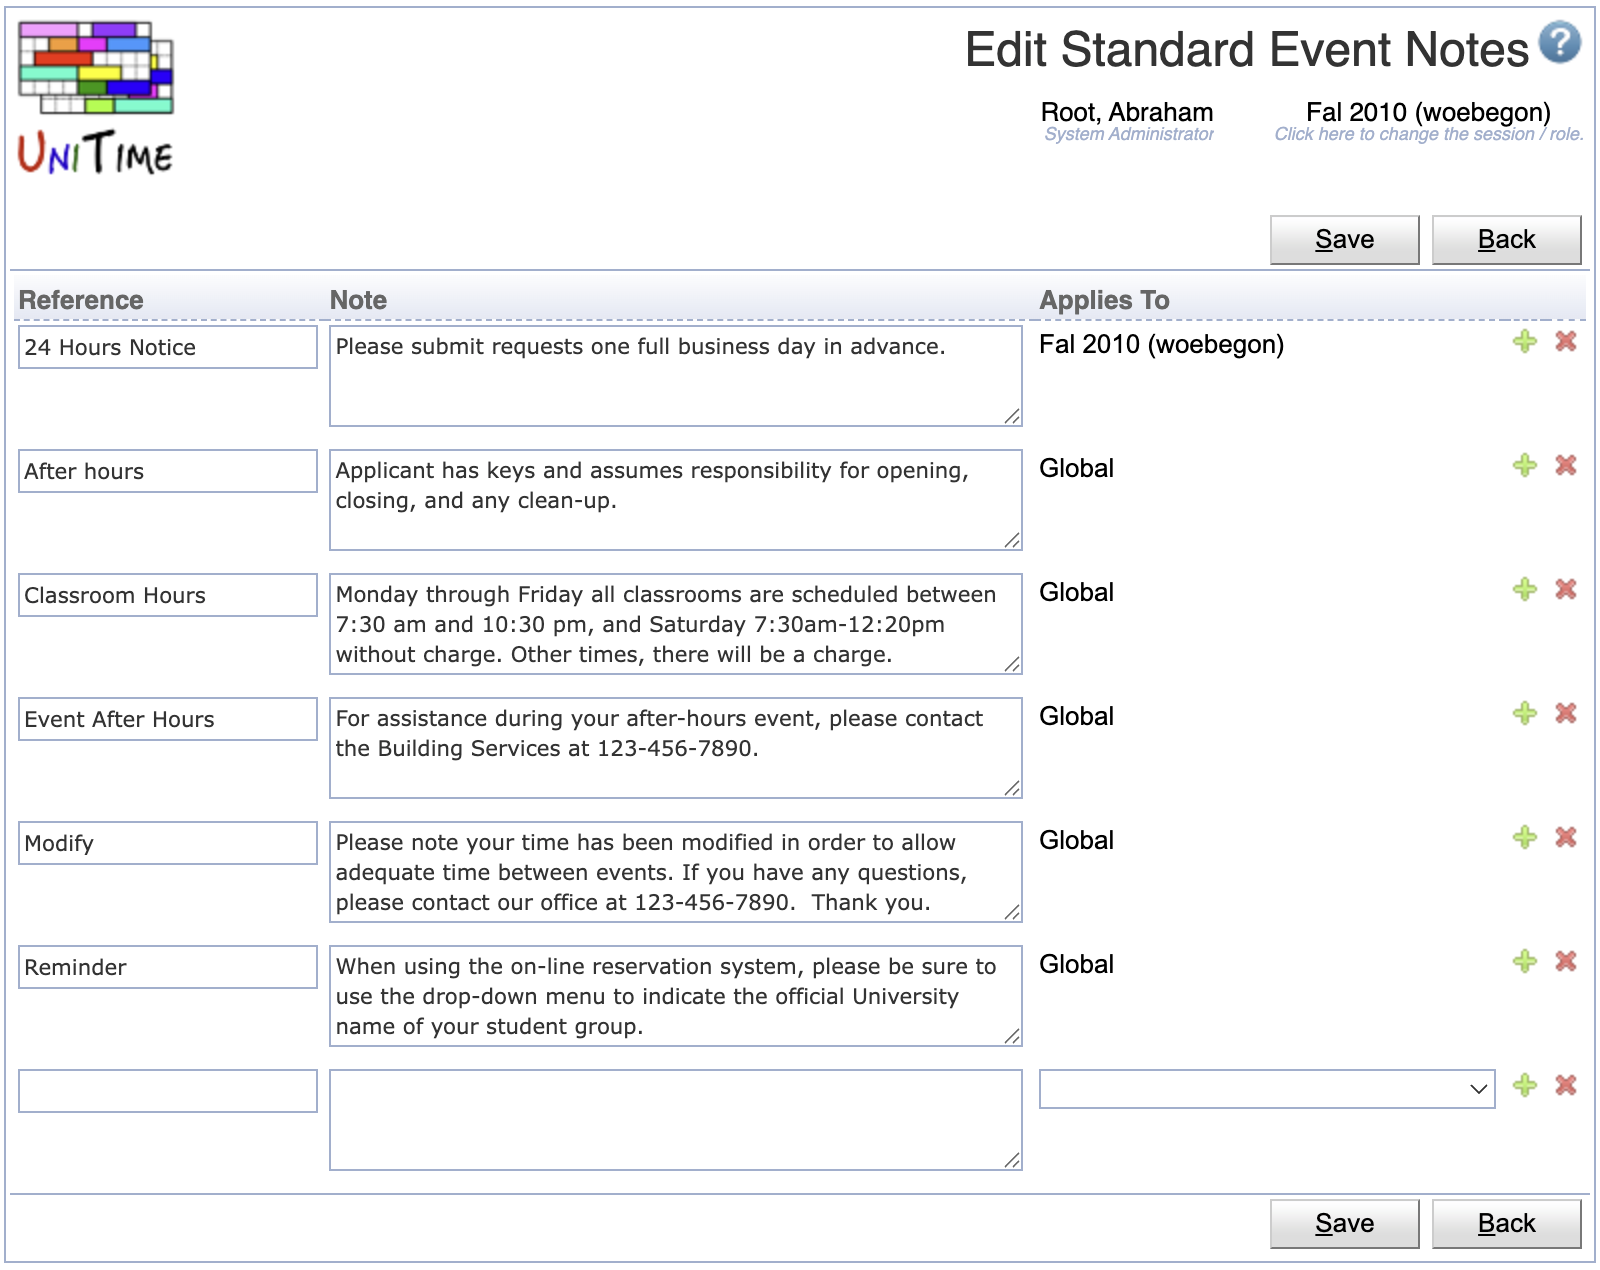 Edit Standard Event Notes
?
UNITIME
Root, Abraham
System Administrator
Fal 2010 (woebegon)
Click here to change the session / role.
Save
Back
Reference
Note
Applies To
24 Hours Notice
Please submit requests one full business day in advance.
Fal 2010 (woebegon)
After hours
Applicant has keys and assumes responsibility for opening,
closing, and any clean-up.
Global
Classroom Hours
Monday through Friday all classrooms are scheduled between
7:30 am and 10:30 pm, and Saturday 7:30am-12:20pm
without charge. Other times, there will be a charge.
Global
Event After Hours
For assistance during your after-hours event, please contact
the Building Services at 123-456-7890.
Global
Modify
Please note your time has been modified in order to allow
adequate time between events. If you have any questions,
please contact our office at 123-456-7890.  Thank you.
Global
Reminder
When using the on-line reservation system, please be sure to
use the drop-down menu to indicate the official University
name of your student group.
Global
Save
Back